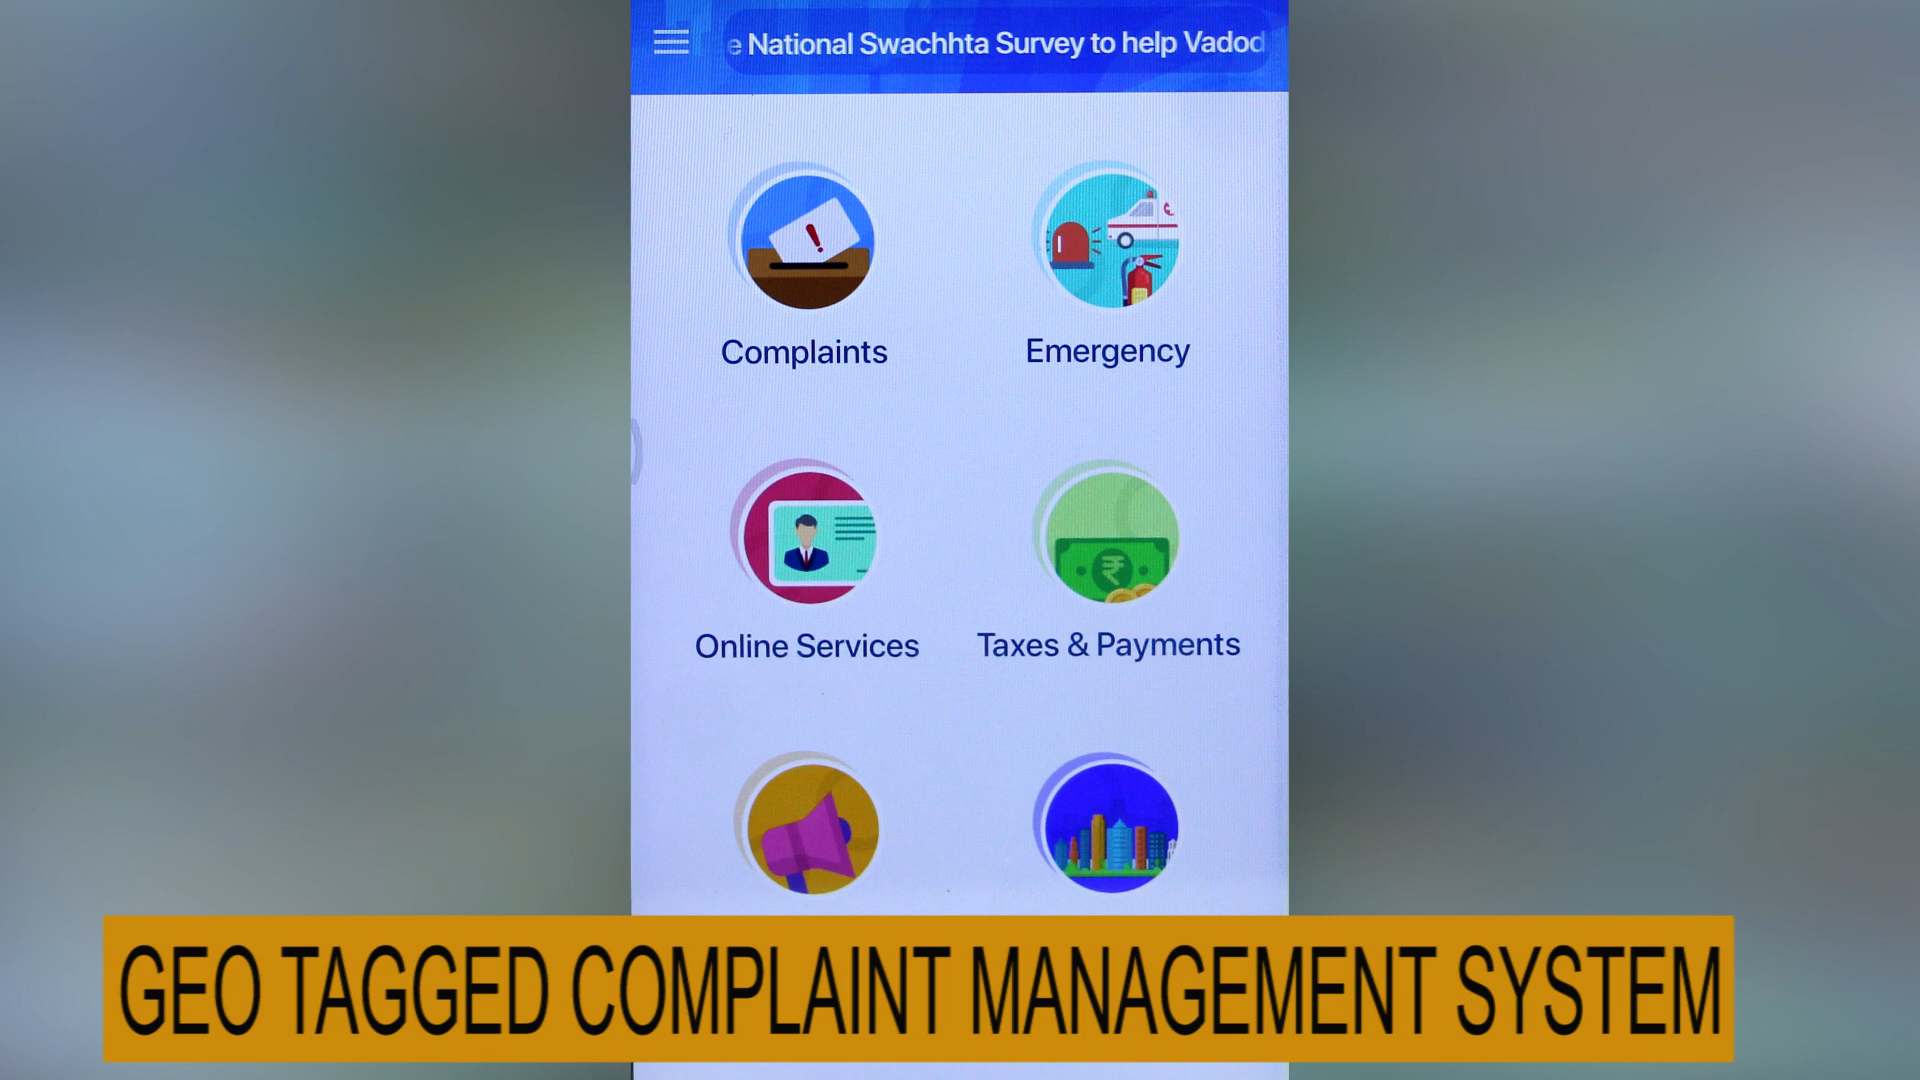 e National Swachhta Survey to help Vadod
Complaints
Emergency
Online Services
Taxes & Payments
GEO TAGGED COMPLAINT MANAGEMENT SYSTEM